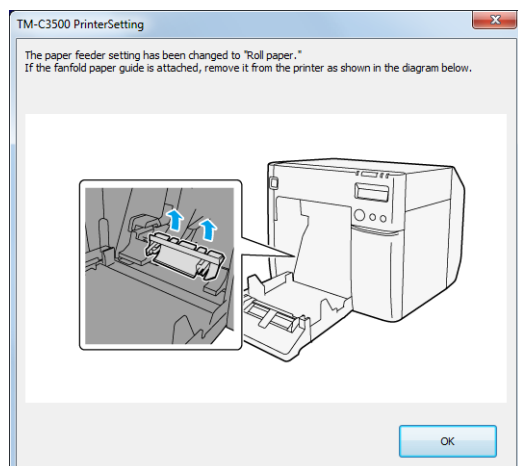 TM-C3500 PrinterSetting
The paper feeder setting has been changed to "Roll paper."
If the fanfold paper guide is attached, remove it from the printer as shown in the diagram below.
OK